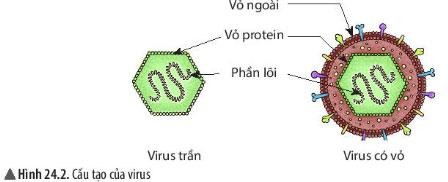 Vỏ ngoài
Vỏ protein
Phần lõi
Virus trần
Virus có vỏ
▲ Hình 24.2. Cấu tạo của virus